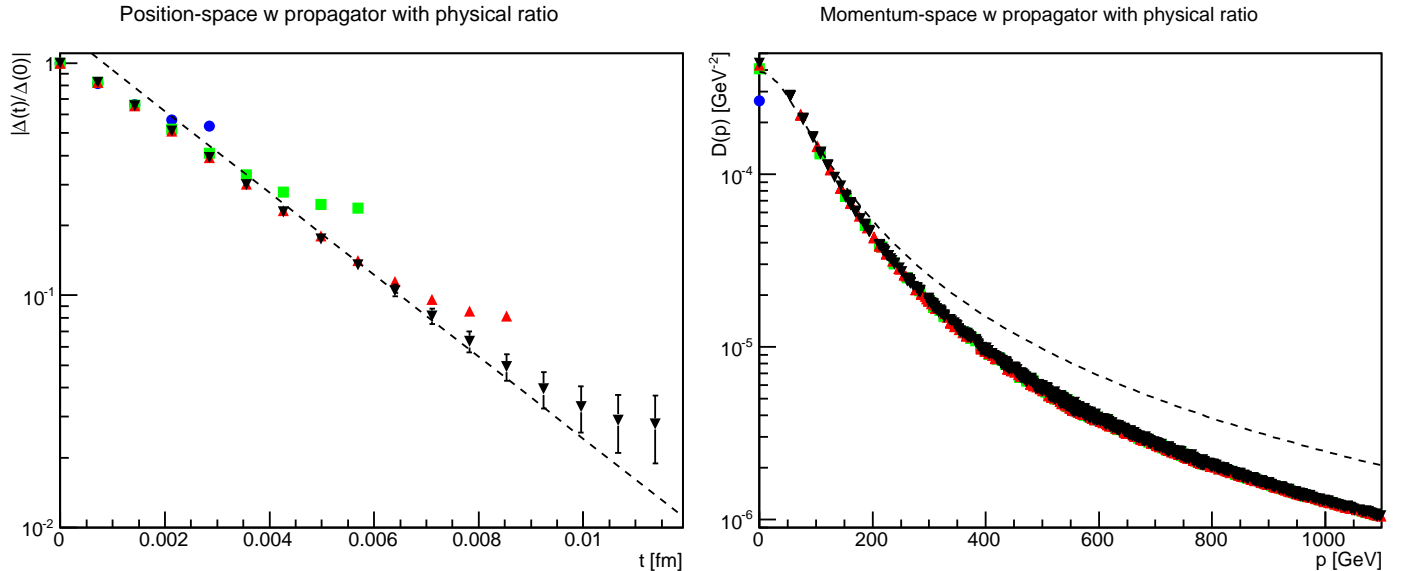 Position-space w propagator with physical ratio
|Δ(t)/Δ(0)|
1
10^-1
10^-2
0 0.002 0.004 0.006 0.008 0.01
t [fm]
Momentum-space w propagator with physical ratio
D(p) [GeV^-2]
10^-4
10^-5
10^-6
0 200 400 600 800 1000
p [GeV]